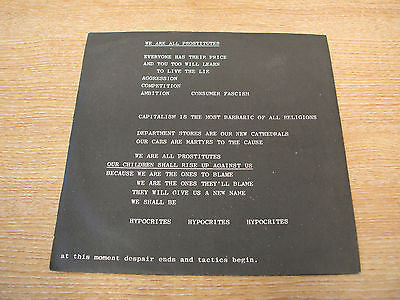 WE ARE ALL PROSTITUTES
EVERYONE HAS THEIR PRICE
AND YOU TOO WILL LEARN
TO LIVE THE LIE
AGGRESSION
COMPETITION
AMBITION CONSUMER FASCISM
CAPITALISM IS THE MOST BARBARIC OF ALL RELIGIONS
DEPARTMENT STORES ARE OUR NEW CATHEDRALS
OUR CARS ARE MARTYRS TO THE CAUSE
WE ARE ALL PROSTITUTES
OUR CHILDREN SHALL RISE UP AGAINST US
BECAUSE WE ARE THE ONES TO BLAME
WE ARE THE ONES THEY'LL BLAME
THEY WILL GIVE US A NEW NAME
WE SHALL BE
HYPOCRITES HYPOCRITES HYPOCRITES
at this moment despair ends and tactics begin.